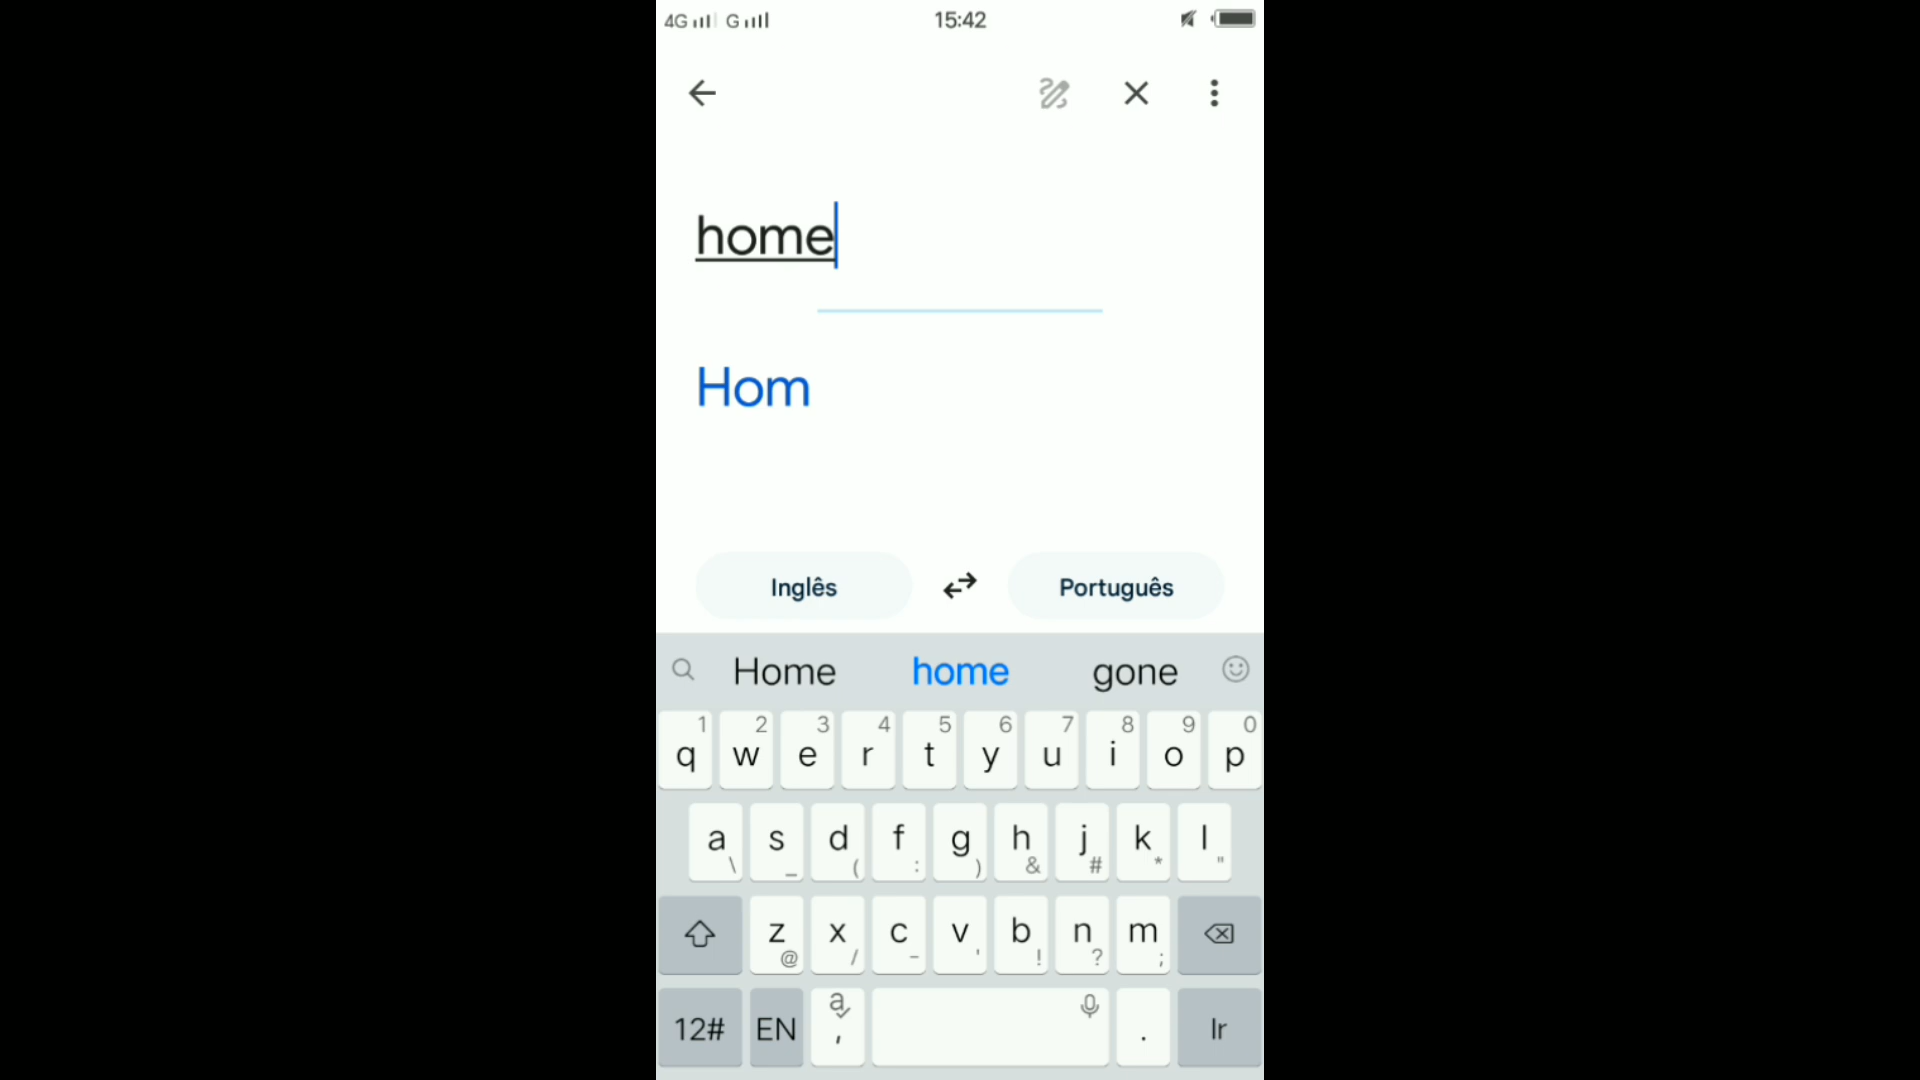 4G G 15:42
home
Hom
Inglês Português
Home home gone
1 2 3 4 5 6 7 8 9 0
q w e r t y u i o p
a s d f g h j k l
\ _ ( : ) & # * "
z x c v b n m
@ / - ' ! ? ;
12# EN a , . Ir